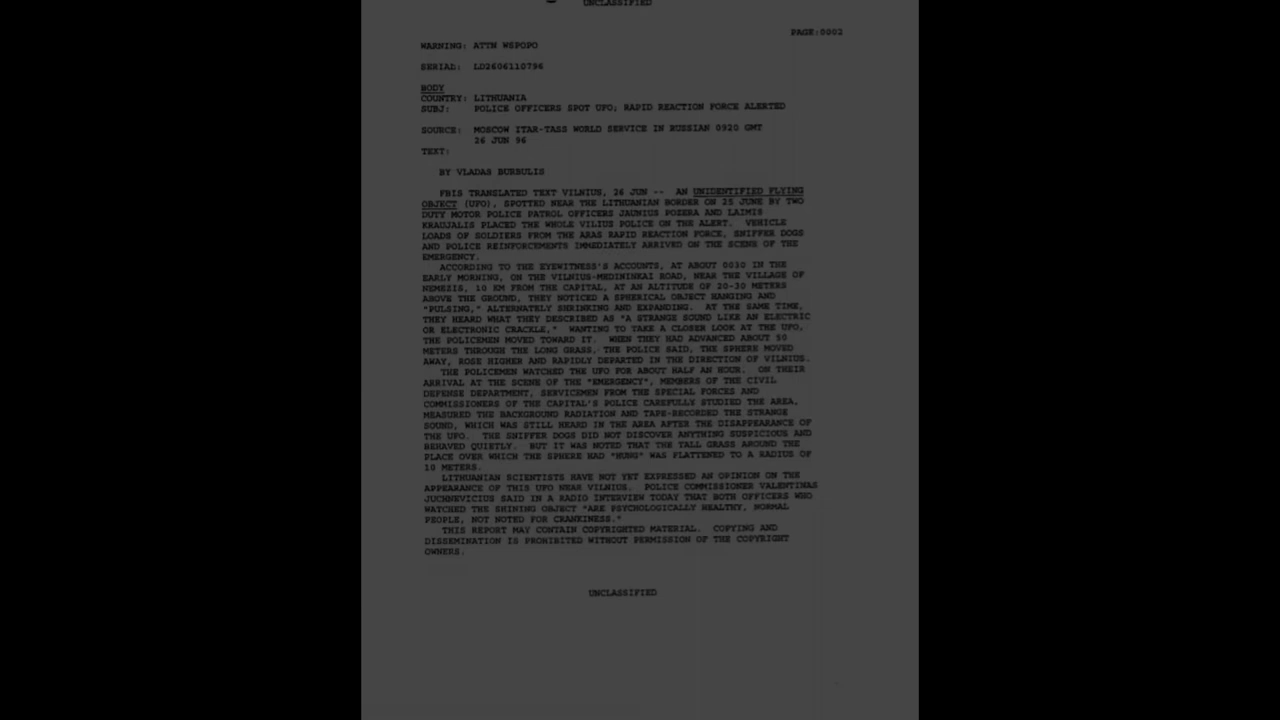 UNCLASSIFIED
PAGE:0002
WARNING: ATTN WSPOPO
SERIAL: LD2606110796
BODY
COUNTRY: LITHUANIA
SUBJ: POLICE OFFICERS SPOT UFO; RAPID REACTION FORCE ALERTED
SOURCE: MOSCOW ITAR-TASS WORLD SERVICE IN RUSSIAN 0920 GMT
26 JUN 96
TEXT:
BY VLADAS BURBULIS
FBIS TRANSLATED TEXT VILNIUS, 26 JUN -- AN UNIDENTIFIED FLYING
OBJECT (UFO), SPOTTED NEAR THE LITHUANIAN BORDER ON 25 JUNE BY TWO
DUTY MOTOR POLICE PATROL OFFICERS JAUNIUS POZERA AND LAIMIS
KRAUJALIS PLACED THE WHOLE VILIUS POLICE ON THE ALERT. VEHICLE
LOADS OF SOLDIERS FROM THE ARAS RAPID REACTION FORCE, SNIFFER DOGS
AND POLICE REINFORCEMENTS IMMEDIATELY ARRIVED ON THE SCENE OF THE
EMERGENCY.
ACCORDING TO THE EYEWITNESS'S ACCOUNTS, AT ABOUT 0030 IN THE
EARLY MORNING, ON THE VILNIUS-MEDININKAI ROAD, NEAR THE VILLAGE OF
NEMEZIS, 10 KM FROM THE CAPITAL, AT AN ALTITUDE OF 20-30 METERS
ABOVE THE GROUND, THEY NOTICED A SPHERICAL OBJECT HANGING AND
"PULSING," ALTERNATELY SHRINKING AND EXPANDING. AT THE SAME TIME,
THEY HEARD WHAT THEY DESCRIBED AS "A STRANGE SOUND LIKE AN ELECTRIC
OR ELECTRONIC CRACKLE," WANTING TO TAKE A CLOSER LOOK AT THE UFO,
THE POLICEMEN MOVED TOWARD IT. WHEN THEY HAD ADVANCED ABOUT 50
METERS THROUGH THE LONG GRASS, THE POLICE SAID, THE SPHERE MOVED
AWAY, ROSE HIGHER AND RAPIDLY DEPARTED IN THE DIRECTION OF VILNIUS.
THE POLICEMEN WATCHED THE UFO FOR ABOUT HALF AN HOUR. ON THEIR
ARRIVAL AT THE SCENE OF THE "EMERGENCY", MEMBERS OF THE CIVIL
DEFENSE DEPARTMENT, SERVICEMEN FROM THE SPECIAL FORCES AND
COMMISSIONERS OF THE CAPITAL'S POLICE CAREFULLY STUDIED THE AREA,
MEASURED THE BACKGROUND RADIATION AND TAPE-RECORDED THE STRANGE
SOUND, WHICH WAS STILL HEARD IN THE AREA AFTER THE DISAPPEARANCE OF
THE UFO. THE SNIFFER DOGS DID NOT DISCOVER ANYTHING SUSPICIOUS AND
BEHAVED QUIETLY. BUT IT WAS NOTED THAT THE TALL GRASS AROUND THE
PLACE OVER WHICH THE SPHERE HAD "HUNG" WAS FLATTENED TO A RADIUS OF
10 METERS.
LITHUANIAN SCIENTISTS HAVE NOT YET EXPRESSED AN OPINION ON THE
APPEARANCE OF THIS UFO NEAR VILNIUS. POLICE COMMISSIONER VALENTINAS
JUCHNEVICIUS SAID IN A RADIO INTERVIEW TODAY THAT BOTH OFFICERS WHO
WATCHED THE SHINING OBJECT "ARE PSYCHOLOGICALLY HEALTHY, NORMAL
PEOPLE, NOT NOTED FOR CRANKINESS."
THIS REPORT MAY CONTAIN COPYRIGHTED MATERIAL. COPYING AND
DISSEMINATION IS PROHIBITED WITHOUT PERMISSION OF THE COPYRIGHT
OWNERS.
UNCLASSIFIED